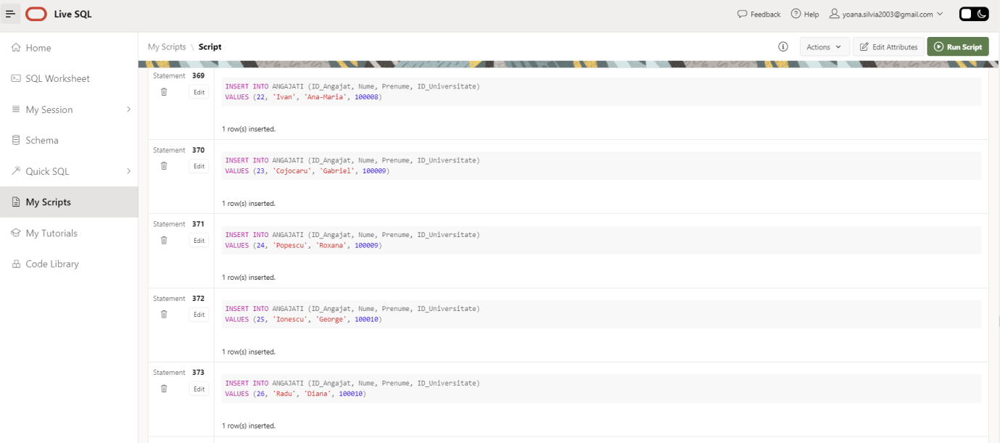 Live SQL
Feedback
Help
yoana.silvia2003@gmail.com
Home
SQL Worksheet
My Session
Schema
Quick SQL
My Scripts
My Tutorials
Code Library
My Scripts \ Script
Actions
Edit Attributes
Run Script
Statement 369
Edit
INSERT INTO ANGAJATI (ID_Angajat, Nume, Prenume, ID_Universitate)
VALUES (22, 'Ivan', 'Ana-Maria', 100008)
1 row(s) inserted.
Statement 370
Edit
INSERT INTO ANGAJATI (ID_Angajat, Nume, Prenume, ID_Universitate)
VALUES (23, 'Cojocaru', 'Gabriel', 100009)
1 row(s) inserted.
Statement 371
Edit
INSERT INTO ANGAJATI (ID_Angajat, Nume, Prenume, ID_Universitate)
VALUES (24, 'Popescu', 'Roxana', 100009)
1 row(s) inserted.
Statement 372
Edit
INSERT INTO ANGAJATI (ID_Angajat, Nume, Prenume, ID_Universitate)
VALUES (25, 'Ionescu', 'George', 100010)
1 row(s) inserted.
Statement 373
Edit
INSERT INTO ANGAJATI (ID_Angajat, Nume, Prenume, ID_Universitate)
VALUES (26, 'Radu', 'Diana', 100010)
1 row(s) inserted.